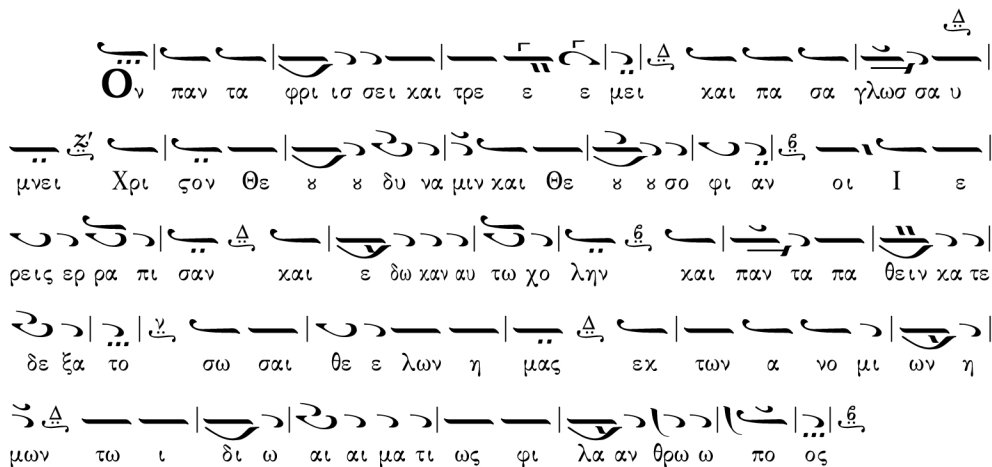 Ον παν τα φρι ισ σει και τρε ε ε μει και πα σα γλωσ σα υ
μνει Χρι ϛον Θε ȣ ȣ δυ να μιν και Θε ȣ ȣ σο φι αν οι Ι ε
ρεις ερ ρα πι σαν και ε δω καν αυ τω χο λην και παν τα πα θειν κα τε
δε ξα το σω σαι θε ε λων η μας εκ των α νο μι ων η
μων τω ι δι ω αι αι μα τι ως φι λα αν θρω ω πο ος